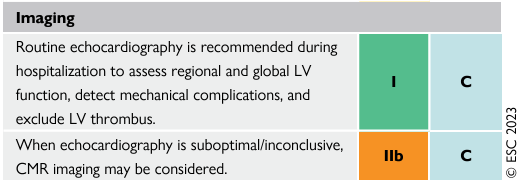 Imaging
Routine echocardiography is recommended during
hospitalization to assess regional and global LV
function, detect mechanical complications, and
exclude LV thrombus.
I
C
When echocardiography is suboptimal/inconclusive,
CMR imaging may be considered.
IIb
C
© ESC 2023